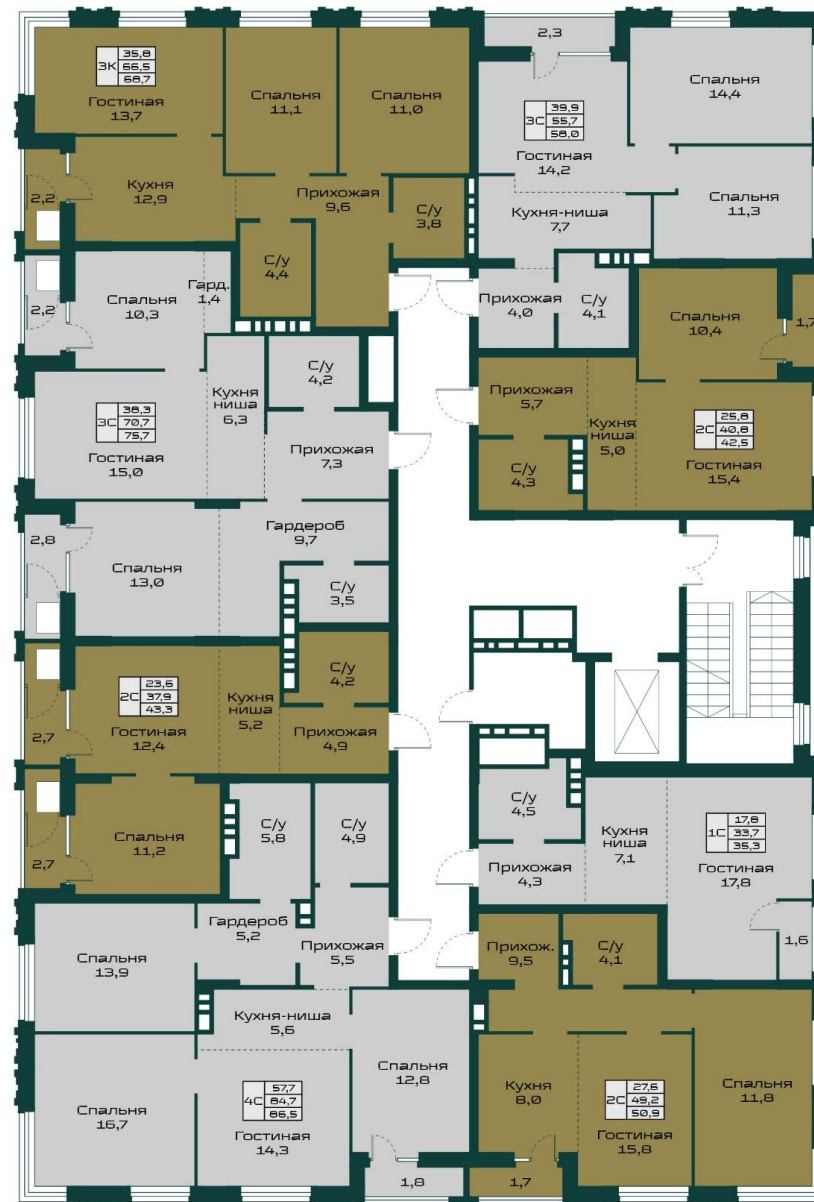 3К
35,8
66,5
68,7
Гостиная
13,7
Спальня
11,1
Спальня
11,0
2,2
Кухня
12,9
Прихожая
9,6
С/у
3,8
С/у
4,4
2,3
3С
39,9
55,7
58,0
Гостиная
14,2
Спальня
14,4
Кухня-ниша
7,7
Спальня
11,3
Прихожая
4,0
С/у
4,1
2,2
Спальня
10,3
Гард.
1,4
3С
38,3
70,7
75,7
Гостиная
15,0
Кухня
ниша
6,3
С/у
4,2
Прихожая
7,3
2,8
Спальня
13,0
Гардероб
9,7
С/у
3,5
Спальня
10,4
1,7
Прихожая
5,7
Кухня
ниша
5,0
2С
25,8
40,8
42,5
Гостиная
15,4
С/у
4,3
2,7
2С
23,6
37,9
43,3
Гостиная
12,4
Кухня
ниша
5,2
С/у
4,2
Прихожая
4,9
2,7
Спальня
11,2
С/у
5,8
С/у
4,9
С/у
4,5
Прихожая
4,3
Кухня
ниша
7,1
1С
17,8
33,7
35,3
Гостиная
17,8
1,6
Спальня
13,9
Гардероб
5,2
Прихожая
5,5
Кухня-ниша
5,6
Спальня
16,7
4С
57,7
84,7
86,5
Гостиная
14,3
Спальня
12,8
1,8
Прихож.
9,5
С/у
4,1
Кухня
8,0
2С
27,6
49,2
50,9
Гостиная
15,8
Спальня
11,8
1,7